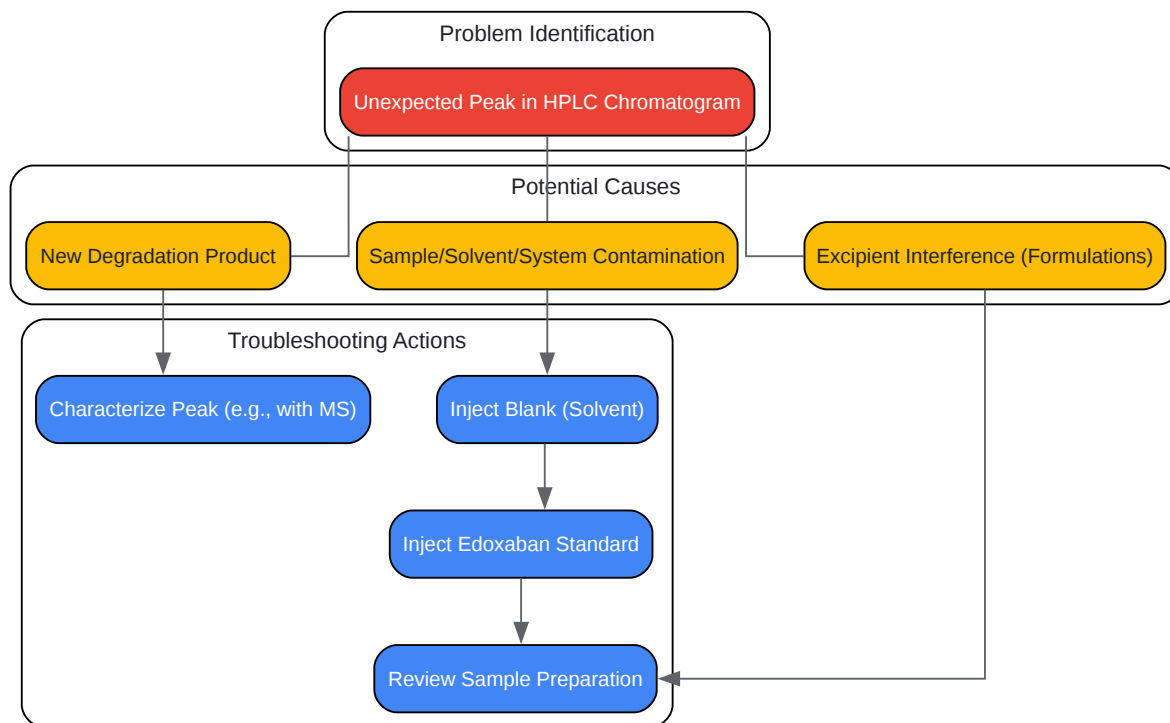 Problem Identification
Unexpected Peak in HPLC Chromatogram
Potential Causes
New Degradation Product
Sample/Solvent/System Contamination
Excipient Interference (Formulations)
Troubleshooting Actions
Characterize Peak (e.g., with MS)
Inject Blank (Solvent)
Inject Edoxaban Standard
Review Sample Preparation